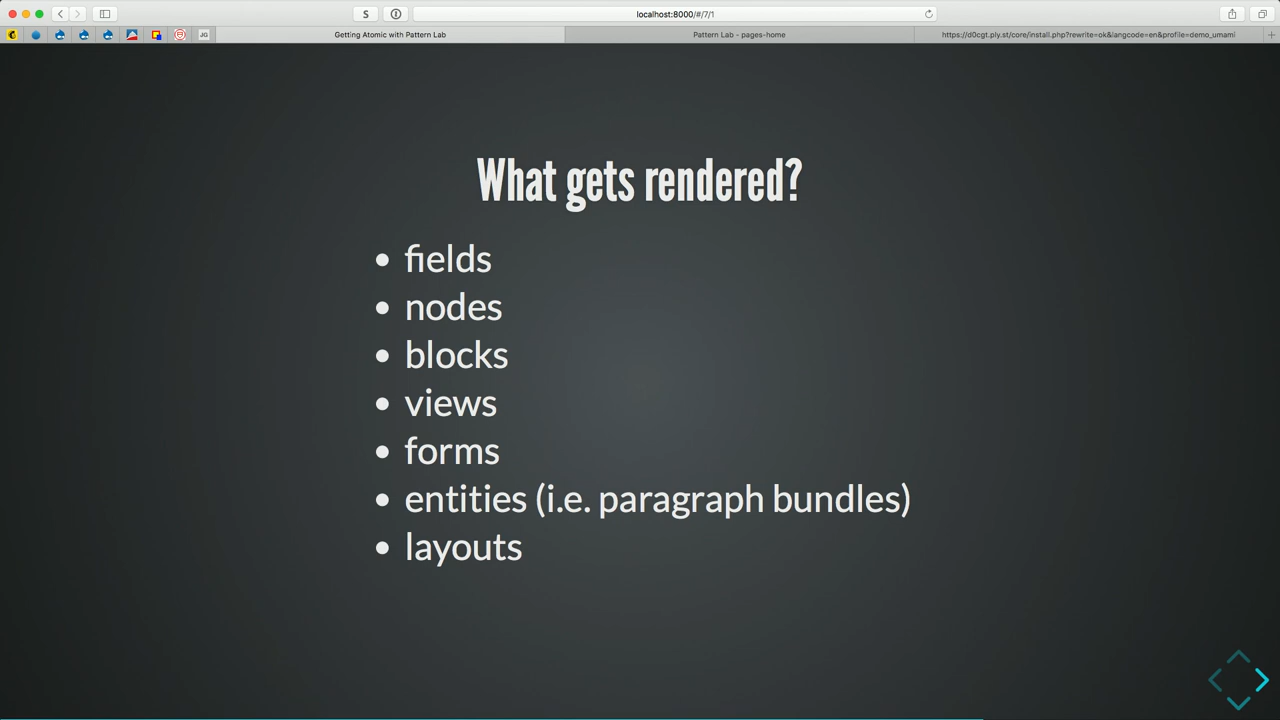 S
localhost:8000/#/7/1
JG
Getting Atomic with Pattern Lab
Pattern Lab - pages-home
https://d0cgt.ply.st/core/install.php?rewrite=ok&langcode=en&profile=demo_umami
What gets rendered?
• fields
• nodes
• blocks
• views
• forms
• entities (i.e. paragraph bundles)
• layouts